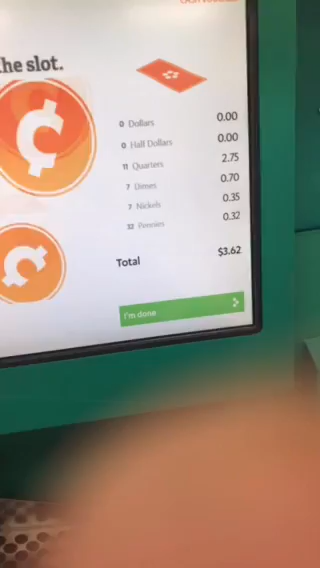 the slot.
0 Dollars 0.00
0 Half Dollars 0.00
11 Quarters 2.75
7 Dimes 0.70
7 Nickels 0.35
32 Pennies 0.32
Total $3.62
I'm done